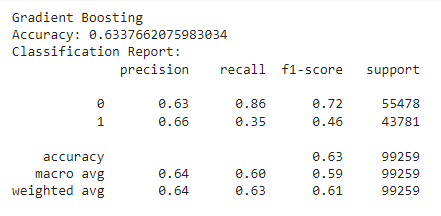 Gradient Boosting
Accuracy: 0.6337662075983034
Classification Report:
precision recall f1-score support
0 0.63 0.86 0.72 55478
1 0.66 0.35 0.46 43781
accuracy 0.63 99259
macro avg 0.64 0.60 0.59 99259
weighted avg 0.64 0.63 0.61 99259